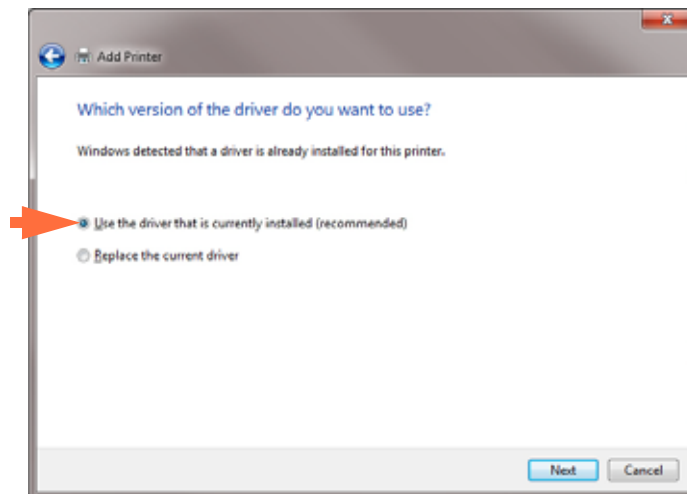 Add Printer
Which version of the driver do you want to use?
Windows detected that a driver is already installed for this printer.
Use the driver that is currently installed (recommended)
Replace the current driver
Next Cancel